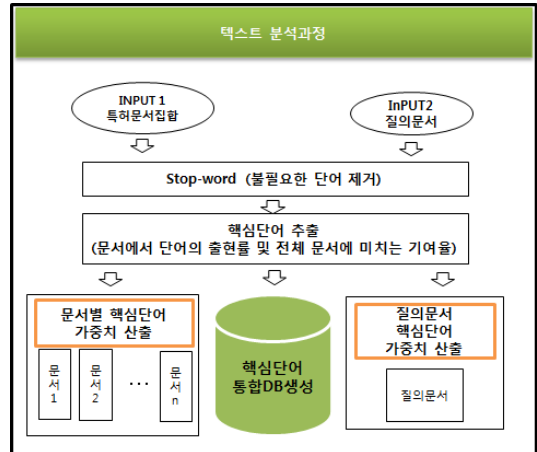 텍스트 분석과정
INPUT 1
특허문서집합
InPUT2
질의문서
Stop-word (불필요한 단어 제거)
핵심단어 추출
(문서에서 단어의 출현률 및 전체 문서에 미치는 기여율)
문서별 핵심단어
가중치 산출
문서1
문서2
···
문서n
핵심단어
통합DB생성
질의문서
핵심단어
가중치 산출
질의문서